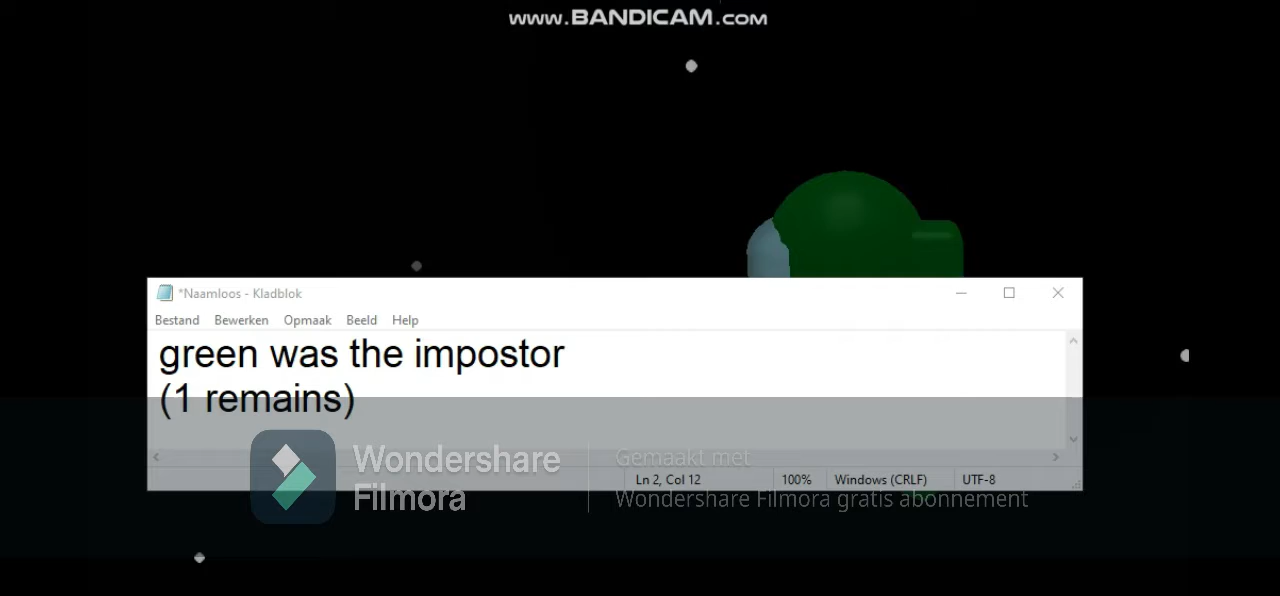 www.BANDICAM.com
*Naamloos - Kladblok
Bestand Bewerken Opmaak Beeld Help
green was the impostor
(1 remains)
Wondershare
Filmora
Gemaakt met
Wondershare Filmora gratis abonnement
Ln 2, Col 12 100% Windows (CRLF) UTF-8